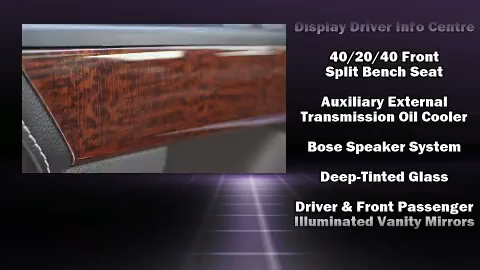 Display Driver Info Centre
40/20/40 Front
Split Bench Seat
Auxiliary External
Transmission Oil Cooler
Bose Speaker System
Deep-Tinted Glass
Driver & Front Passenger
Illuminated Vanity Mirrors